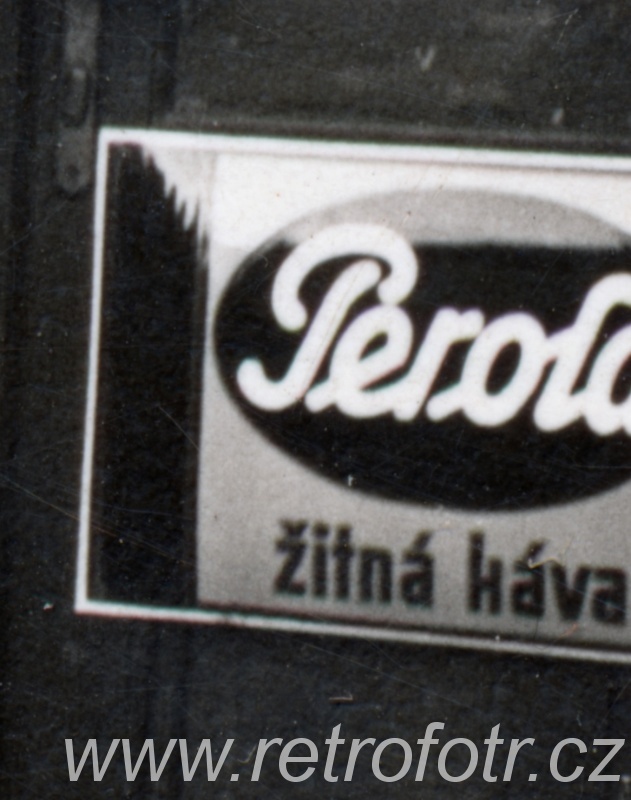 Perola
žitná káva
www.retrofotr.cz